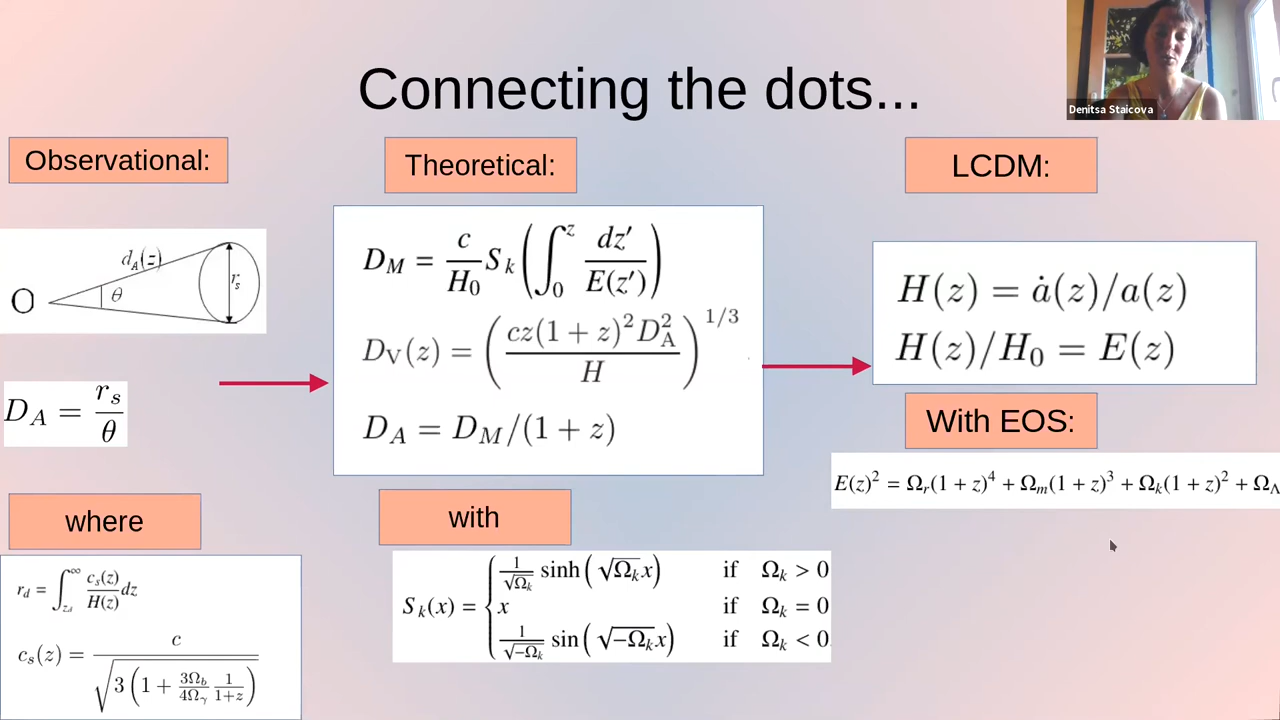 Connecting the dots...
Denitsa Staicova
Observational:
O d_A(z) θ r_s
D_A = r_s / θ
where
r_d = ∫_{z_d}^{∞} c_s(z)/H(z) dz
c_s(z) = c / √(3 (1 + 3Ω_b/4Ω_γ 1/(1+z)))
Theoretical:
D_M = c/H_0 S_k (∫_0^z dz′/E(z′))
D_V(z) = (cz(1 + z)^2 D_A^2 / H)^{1/3}
D_A = D_M/(1 + z)
with
S_k(x) = { 1/√Ω_k sinh(√Ω_k x) if Ω_k > 0
x if Ω_k = 0
1/√−Ω_k sin(√−Ω_k x) if Ω_k < 0
LCDM:
H(z) = ȧ(z)/a(z)
H(z)/H_0 = E(z)
With EOS:
E(z)^2 = Ω_r(1 + z)^4 + Ω_m(1 + z)^3 + Ω_k(1 + z)^2 + Ω_Λ